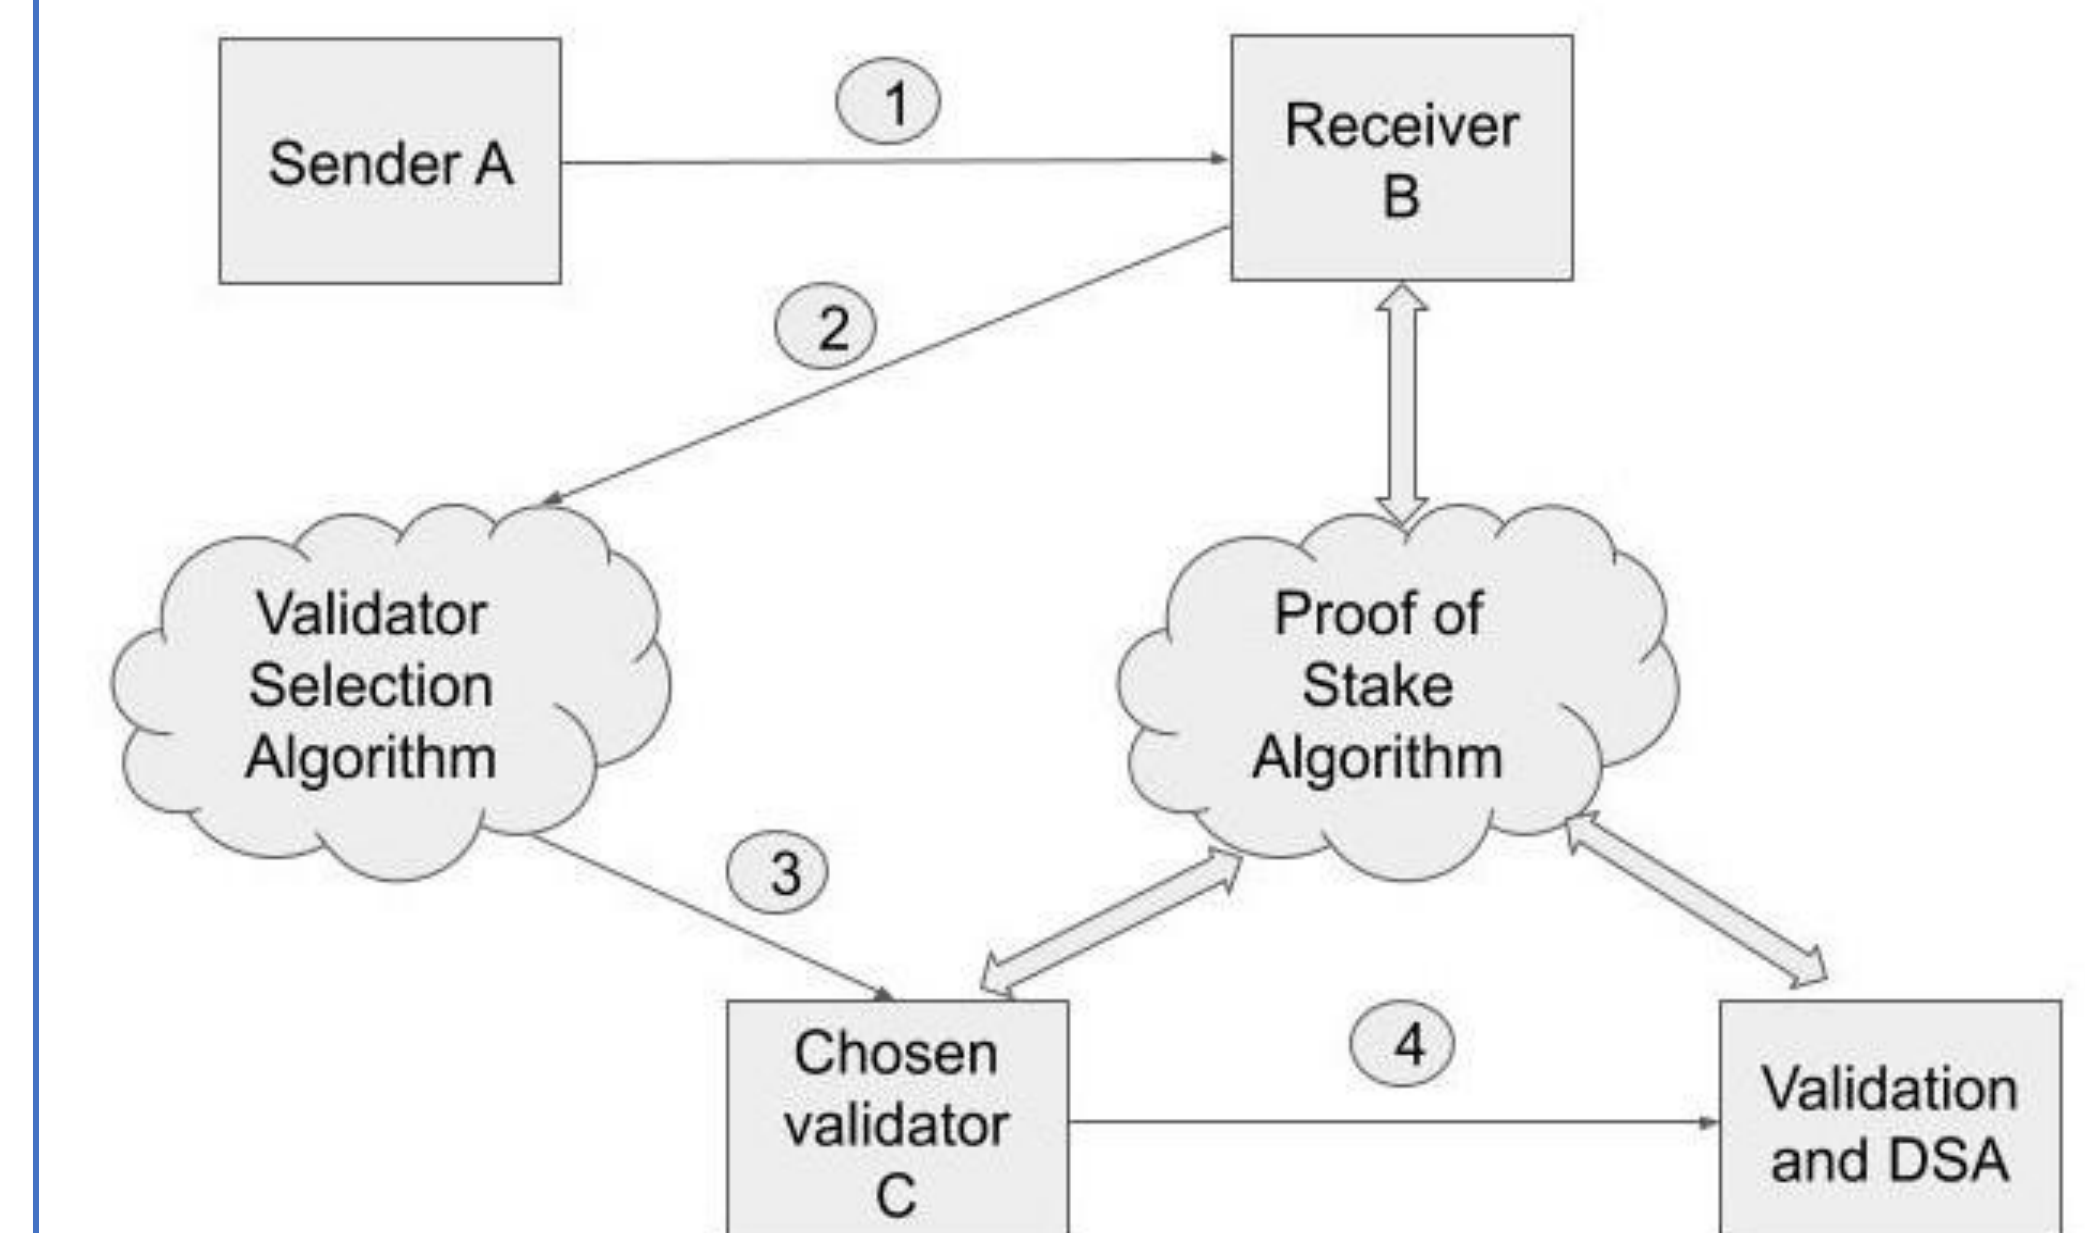 Sender A
1
Receiver
B
2
Validator
Selection
Algorithm
Proof of
Stake
Algorithm
3
Chosen
validator
C
4
Validation
and DSA